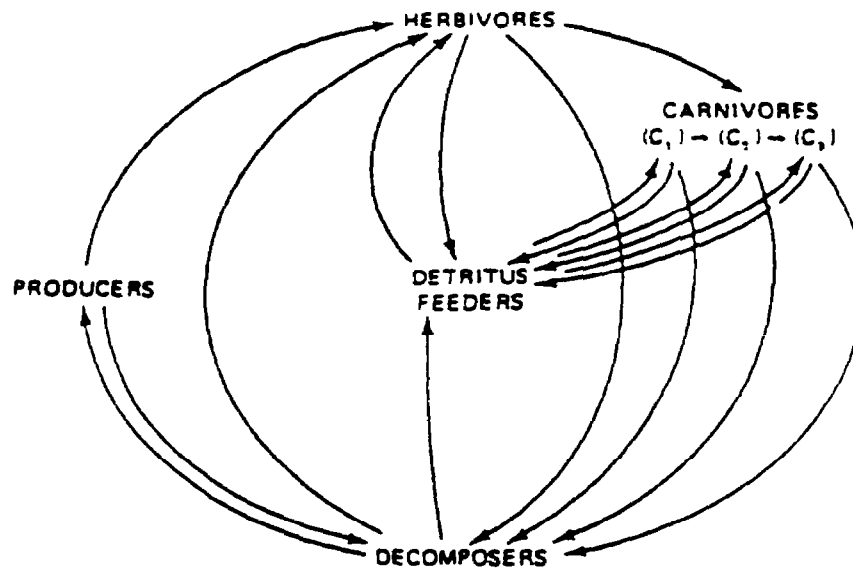 HERBIVORES
CARNIVORES
(C₁) → (C₂) → (C₃)
PRODUCERS
DETRITUS
FEEDERS
DECOMPOSERS